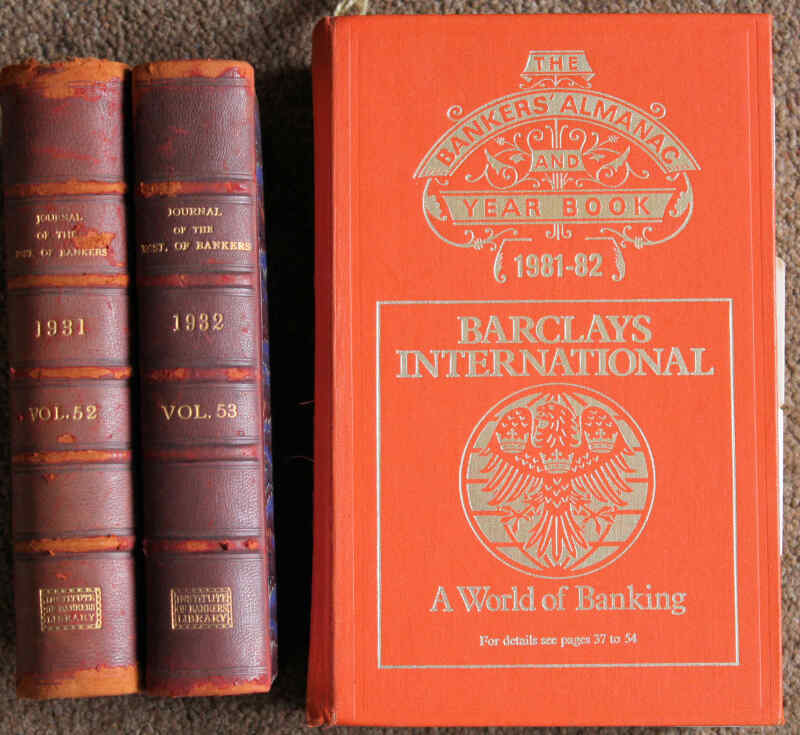 JOURNAL
OF THE
INST. OF BANKERS
1931
VOL. 52
INSTITUTE
OF BANKERS
LIBRARY
JOURNAL
OF THE
INST. OF BANKERS
1932
VOL. 53
INSTITUTE
OF BANKERS
LIBRARY
THE
BANKERS' ALMANAC
AND
YEAR BOOK
1981-82
BARCLAYS
INTERNATIONAL
A World of Banking
For details see pages 37 to 54